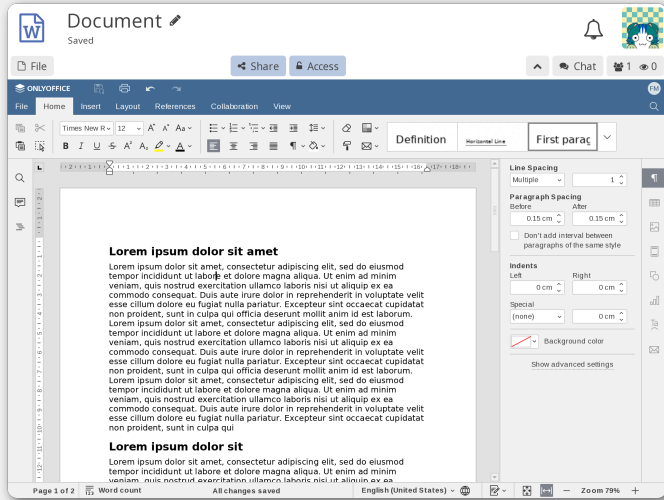 Document
Saved
File
Share
Access
Chat
1
0
ONLYOFFICE
FM
File Home Insert Layout References Collaboration View
Times New R
12
Aa
B I U S A² A₂ A
Definition
Horizontal Line
First parag
Lorem ipsum dolor sit amet
Lorem ipsum dolor sit amet, consectetur adipiscing elit, sed do eiusmod
tempor incididunt ut labore et dolore magna aliqua. Ut enim ad minim
veniam, quis nostrud exercitation ullamco laboris nisi ut aliquip ex ea
commodo consequat. Duis aute irure dolor in reprehenderit in voluptate velit
esse cillum dolore eu fugiat nulla pariatur. Excepteur sint occaecat cupidatat
non proident, sunt in culpa qui officia deserunt mollit anim id est laborum.
Lorem ipsum dolor sit amet, consectetur adipiscing elit, sed do eiusmod
tempor incididunt ut labore et dolore magna aliqua. Ut enim ad minim
veniam, quis nostrud exercitation ullamco laboris nisi ut aliquip ex ea
commodo consequat. Duis aute irure dolor in reprehenderit in voluptate velit
esse cillum dolore eu fugiat nulla pariatur. Excepteur sint occaecat cupidatat
non proident, sunt in culpa qui officia deserunt mollit anim id est laborum.
Lorem ipsum dolor sit amet, consectetur adipiscing elit, sed do eiusmod
tempor incididunt ut labore et dolore magna aliqua. Ut enim ad minim
veniam, quis nostrud exercitation ullamco laboris nisi ut aliquip ex ea
commodo consequat. Duis aute irure dolor in reprehenderit in voluptate velit
esse cillum dolore eu fugiat nulla pariatur. Excepteur sint occaecat cupidatat
non proident, sunt in culpa qui
Lorem ipsum dolor sit
Lorem ipsum dolor sit amet, consectetur adipiscing elit, sed do eiusmod
tempor incididunt ut labore et dolore magna aliqua. Ut enim ad minim
veniam, quis nostrud exercitation ullamco laboris nisi ut aliquip ex ea
Line Spacing
Multiple
1
Paragraph Spacing
Before
After
0.15 cm
0.15 cm
Don't add interval between
paragraphs of the same style
Indents
Left
Right
0 cm
0 cm
Special
(none)
0 cm
Background color
Show advanced settings
Page 1 of 2
Word count
All changes saved
English (United States)
Zoom 79%